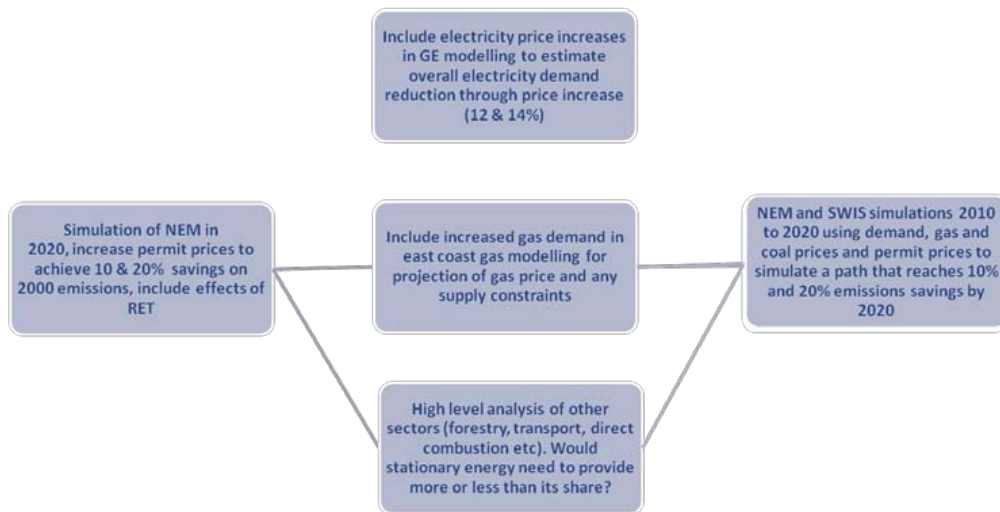 Include electricity price increases
in GE modelling to estimate
overall electricity demand
reduction through price increase
(12 & 14%)
Simulation of NEM in
2020, increase permit prices to
achieve 10 & 20% savings on
2000 emissions, include effects of
RET
Include increased gas demand in
east coast gas modelling for
projection of gas price and any
supply constraints
NEM and SWIS simulations 2010
to 2020 using demand, gas and
coal prices and permit prices to
simulate a path that reaches 10%
and 20% emissions savings by
2020
High level analysis of other
sectors (forestry, transport, direct
combustion etc). Would
stationary energy need to provide
more or less than its share?